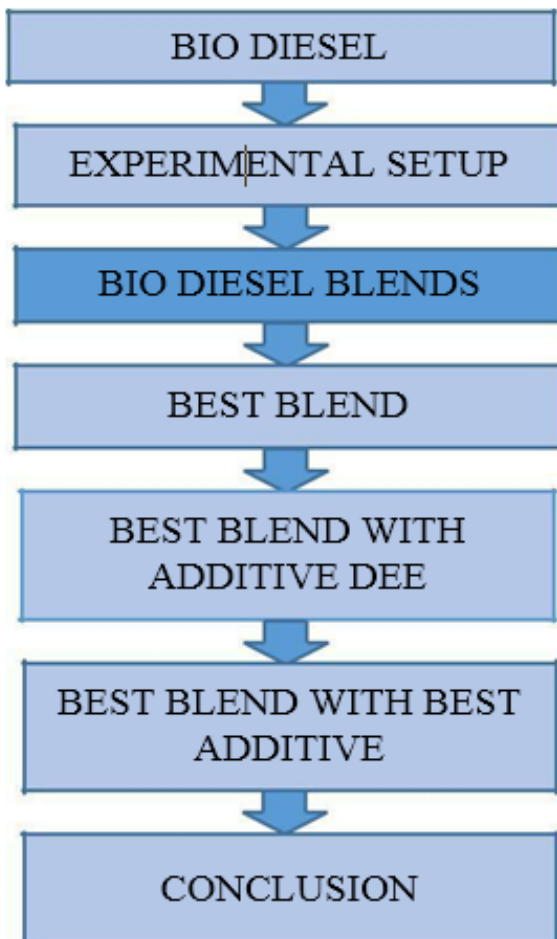 BIO DIESEL
EXPERIMENTAL SETUP
BIO DIESEL BLENDS
BEST BLEND
BEST BLEND WITH
ADDITIVE DEE
BEST BLEND WITH BEST
ADDITIVE
CONCLUSION